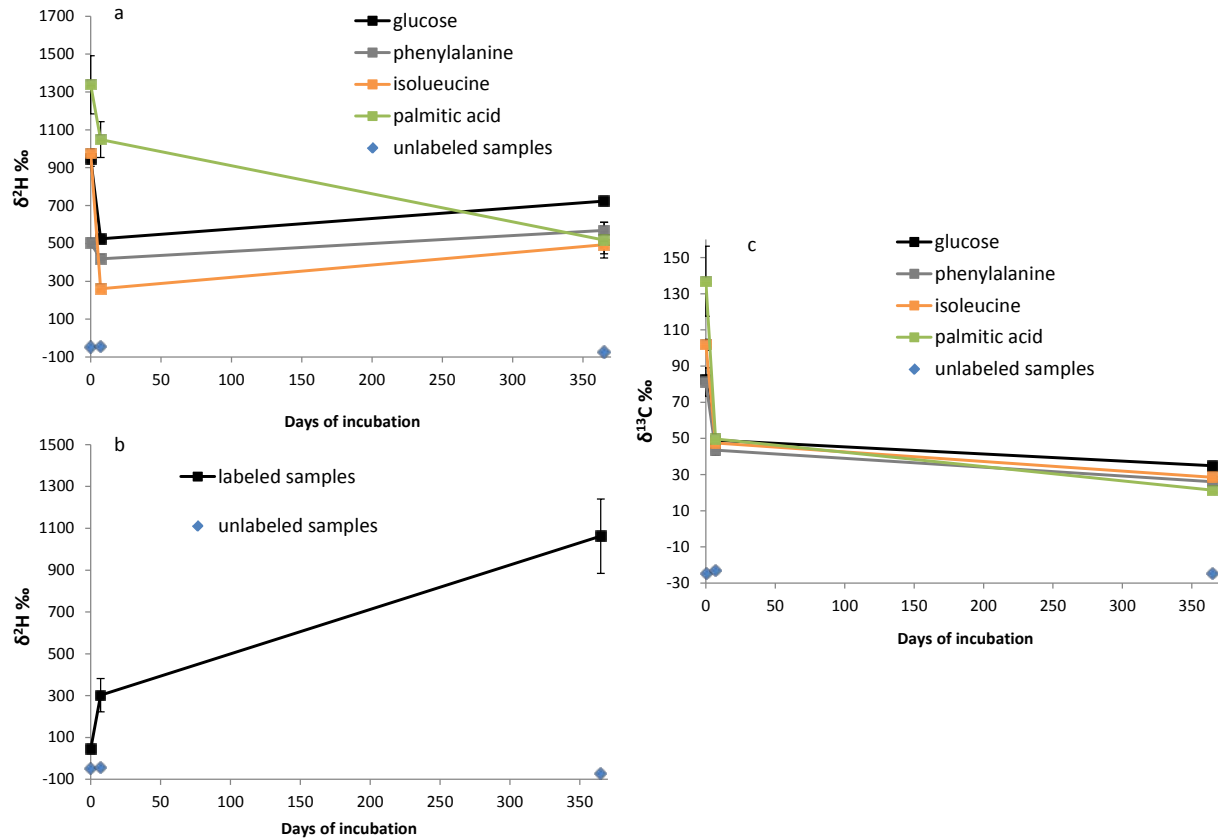 a
1700
1500
1300
1100
900
700
500
300
100
-100
δ²H ‰
glucose
phenylalanine
isolueucine
palmitic acid
unlabeled samples
0 50 100 150 200 250 300 350
Days of incubation
b
1500
1300
1100
900
700
500
300
100
-100
δ²H ‰
labeled samples
unlabeled samples
0 50 100 150 200 250 300 350
Days of incubation
c
150
130
110
90
70
50
30
10
-10
-30
δ¹³C ‰
glucose
phenylalanine
isoleucine
palmitic acid
unlabeled samples
0 50 100 150 200 250 300 350
Days of incubation